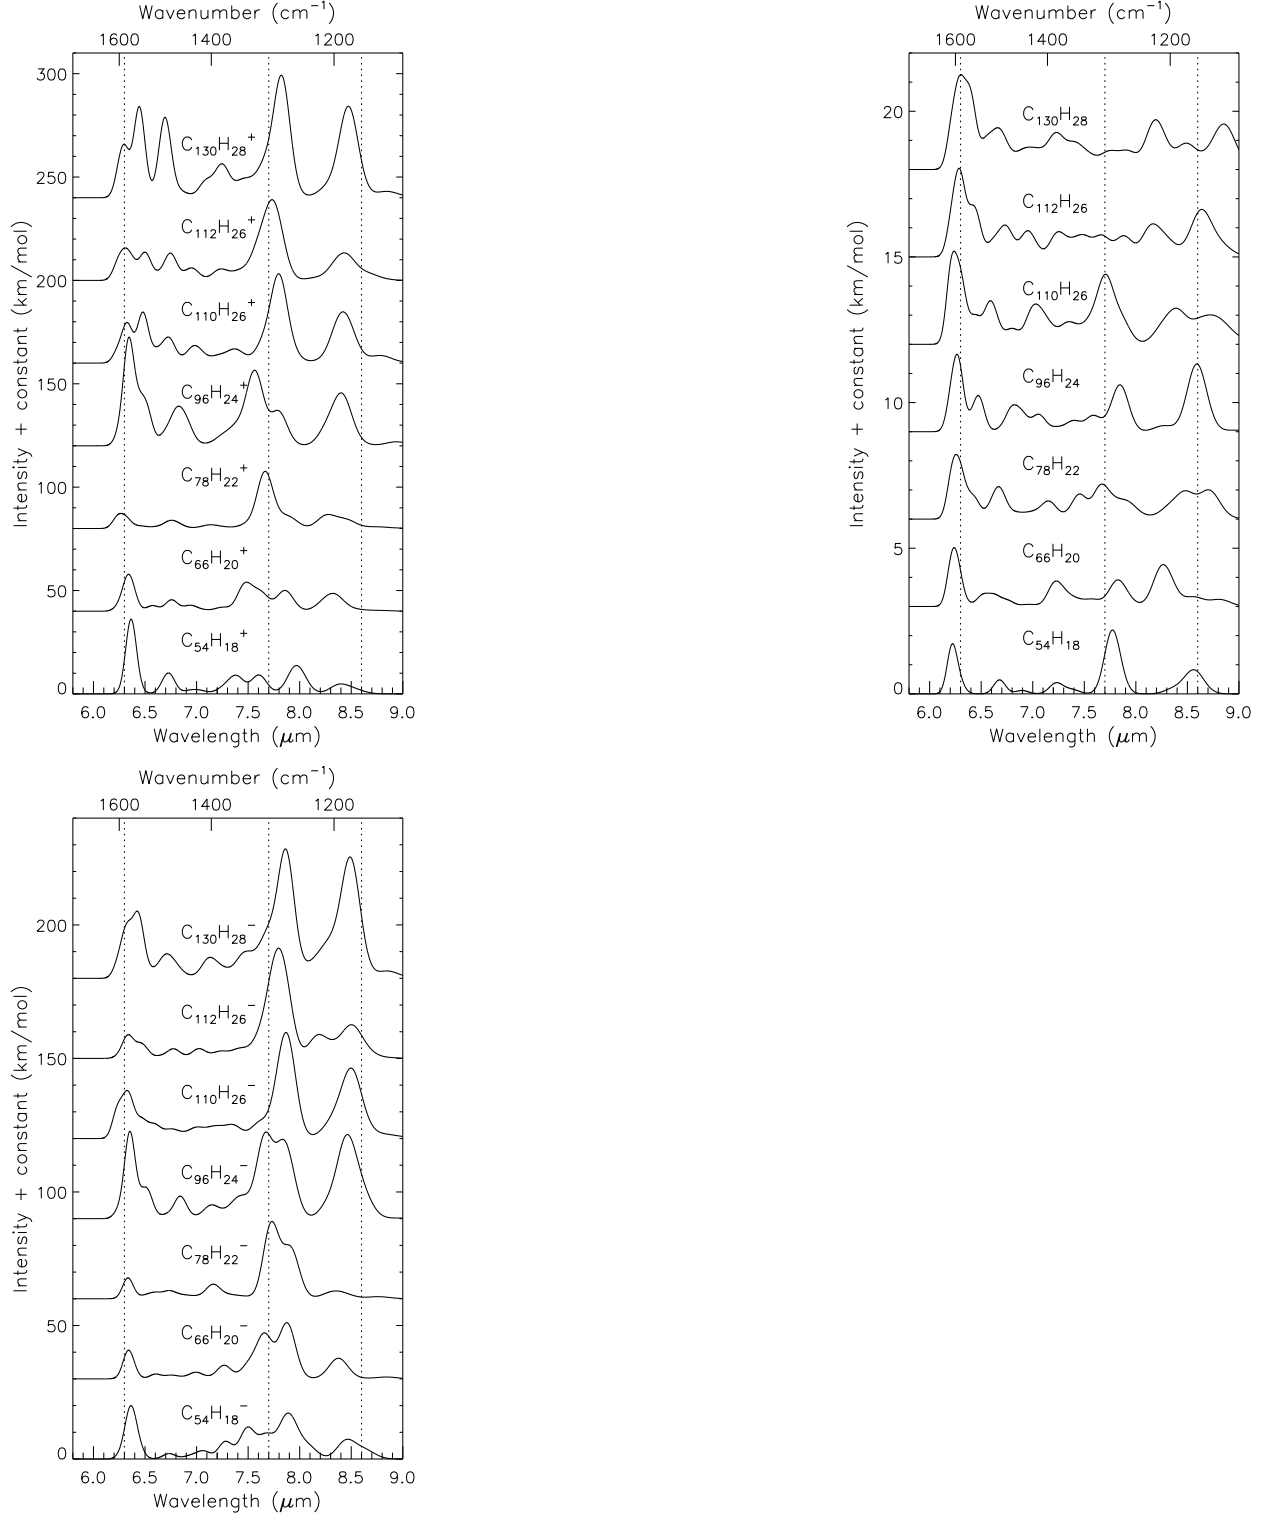 Wavenumber (cm⁻¹)
1600 1400 1200
300
250
200
150
100
50
0
Intensity + constant (km/mol)
C₁₃₀H₂₈⁺
C₁₁₂H₂₆⁺
C₁₁₀H₂₆⁺
C₉₆H₂₄⁺
C₇₈H₂₂⁺
C₆₆H₂₀⁺
C₅₄H₁₈⁺
6.0 6.5 7.0 7.5 8.0 8.5 9.0
Wavelength (μm)
Wavenumber (cm⁻¹)
1600 1400 1200
20
15
10
5
0
Intensity + constant (km/mol)
C₁₃₀H₂₈
C₁₁₂H₂₆
C₁₁₀H₂₆
C₉₆H₂₄
C₇₈H₂₂
C₆₆H₂₀
C₅₄H₁₈
6.0 6.5 7.0 7.5 8.0 8.5 9.0
Wavelength (μm)
Wavenumber (cm⁻¹)
1600 1400 1200
200
150
100
50
0
Intensity + constant (km/mol)
C₁₃₀H₂₈⁻
C₁₁₂H₂₆⁻
C₁₁₀H₂₆⁻
C₉₆H₂₄⁻
C₇₈H₂₂⁻
C₆₆H₂₀⁻
C₅₄H₁₈⁻
6.0 6.5 7.0 7.5 8.0 8.5 9.0
Wavelength (μm)